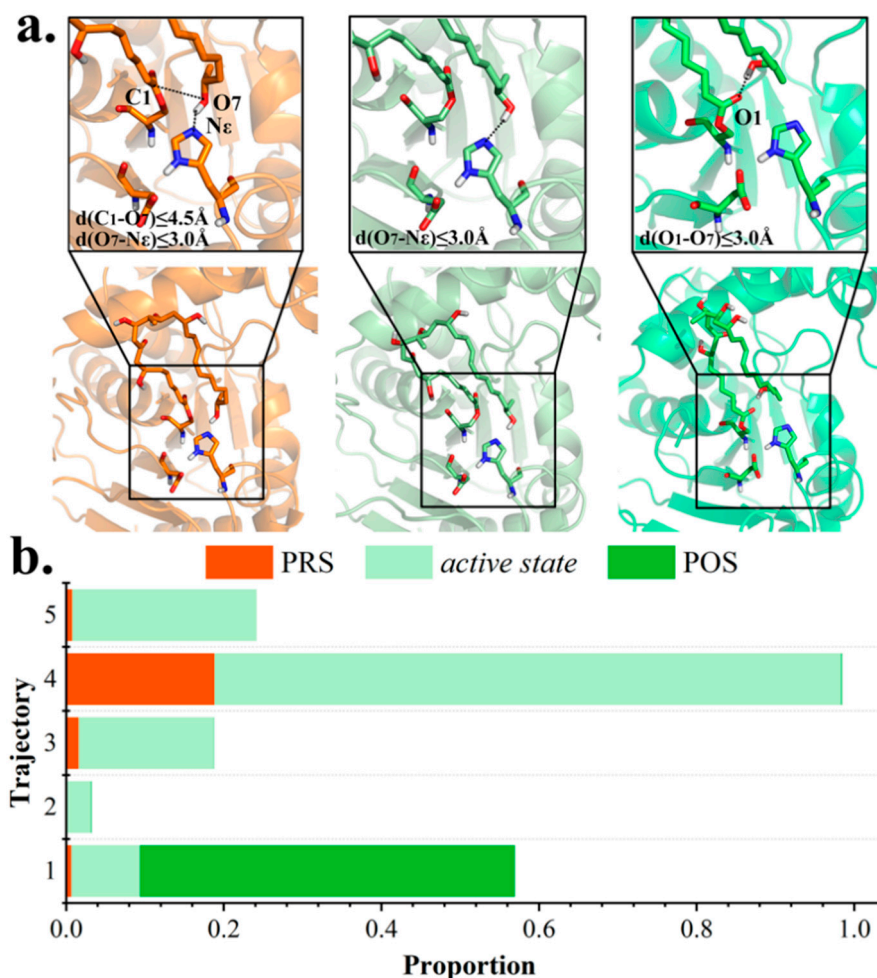 a.
C1
O7
Nε
d(C1-O7)≤4.5Å
d(O7-Nε)≤3.0Å
d(O7-Nε)≤3.0Å
O1
d(O1-O7)≤3.0Å
b.
PRS
active state
POS
Trajectory
5
4
3
2
1
0.0 0.2 0.4 0.6 0.8 1.0
Proportion